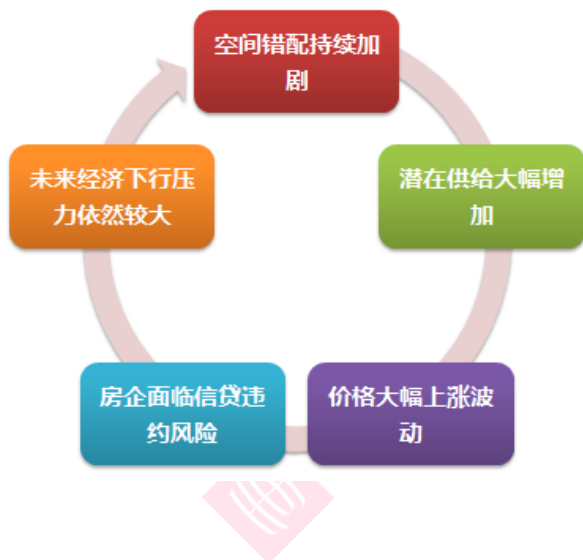 空间错配持续加
剧
潜在供给大幅增
加
价格大幅上涨波
动
房企面临信贷违
约风险
未来经济下行压
力依然较大